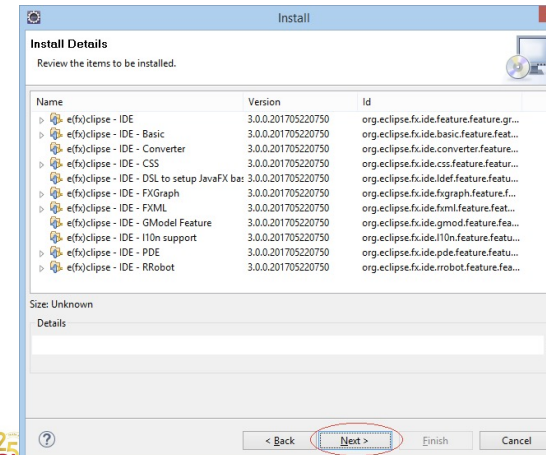 Install
Install Details
Review the items to be installed.
Name Version Id
e(fx)clipse - IDE 3.0.0.201705220750 org.eclipse.fx.ide.feature.feature.gr...
e(fx)clipse - IDE - Basic 3.0.0.201705220750 org.eclipse.fx.ide.basic.feature.feat...
e(fx)clipse - IDE - Converter 3.0.0.201705220750 org.eclipse.fx.ide.converter.feature...
e(fx)clipse - IDE - CSS 3.0.0.201705220750 org.eclipse.fx.ide.css.feature.featur...
e(fx)clipse - IDE - DSL to setup JavaFX bas 3.0.0.201705220750 org.eclipse.fx.ide.ldef.feature.featu...
e(fx)clipse - IDE - FXGraph 3.0.0.201705220750 org.eclipse.fx.ide.fxgraph.feature.f...
e(fx)clipse - IDE - FXML 3.0.0.201705220750 org.eclipse.fx.ide.fxml.feature.feat...
e(fx)clipse - IDE - GModel Feature 3.0.0.201705220750 org.eclipse.fx.ide.gmod.feature.fea...
e(fx)clipse - IDE - l10n support 3.0.0.201705220750 org.eclipse.fx.ide.l10n.feature.featu...
e(fx)clipse - IDE - PDE 3.0.0.201705220750 org.eclipse.fx.ide.pde.feature.featu...
e(fx)clipse - IDE - RRobot 3.0.0.201705220750 org.eclipse.fx.ide.rrobot.feature.fea...
Size: Unknown
Details
25
? < Back Next > Finish Cancel